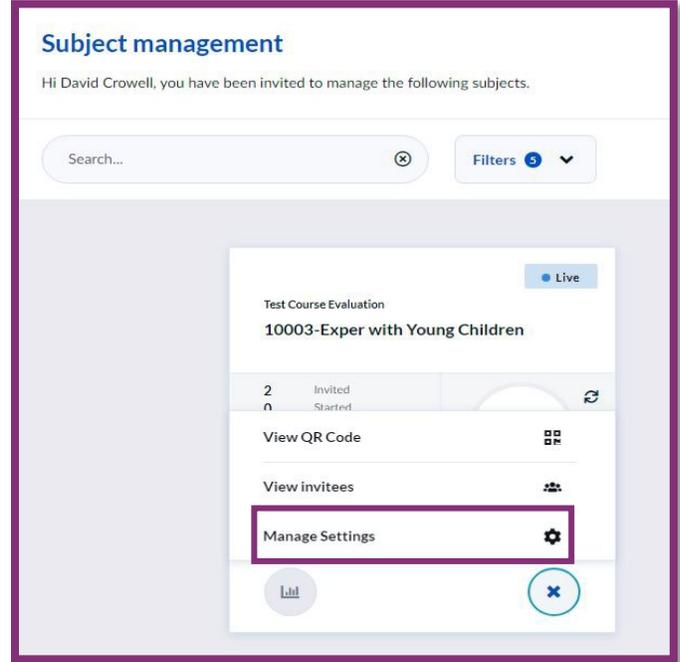 Subject management
Hi David Crowell, you have been invited to manage the following subjects.
Search...
Filters 5
Live
Test Course Evaluation
10003-Exper with Young Children
2 Invited
0 Started
View QR Code
View invitees
Manage Settings